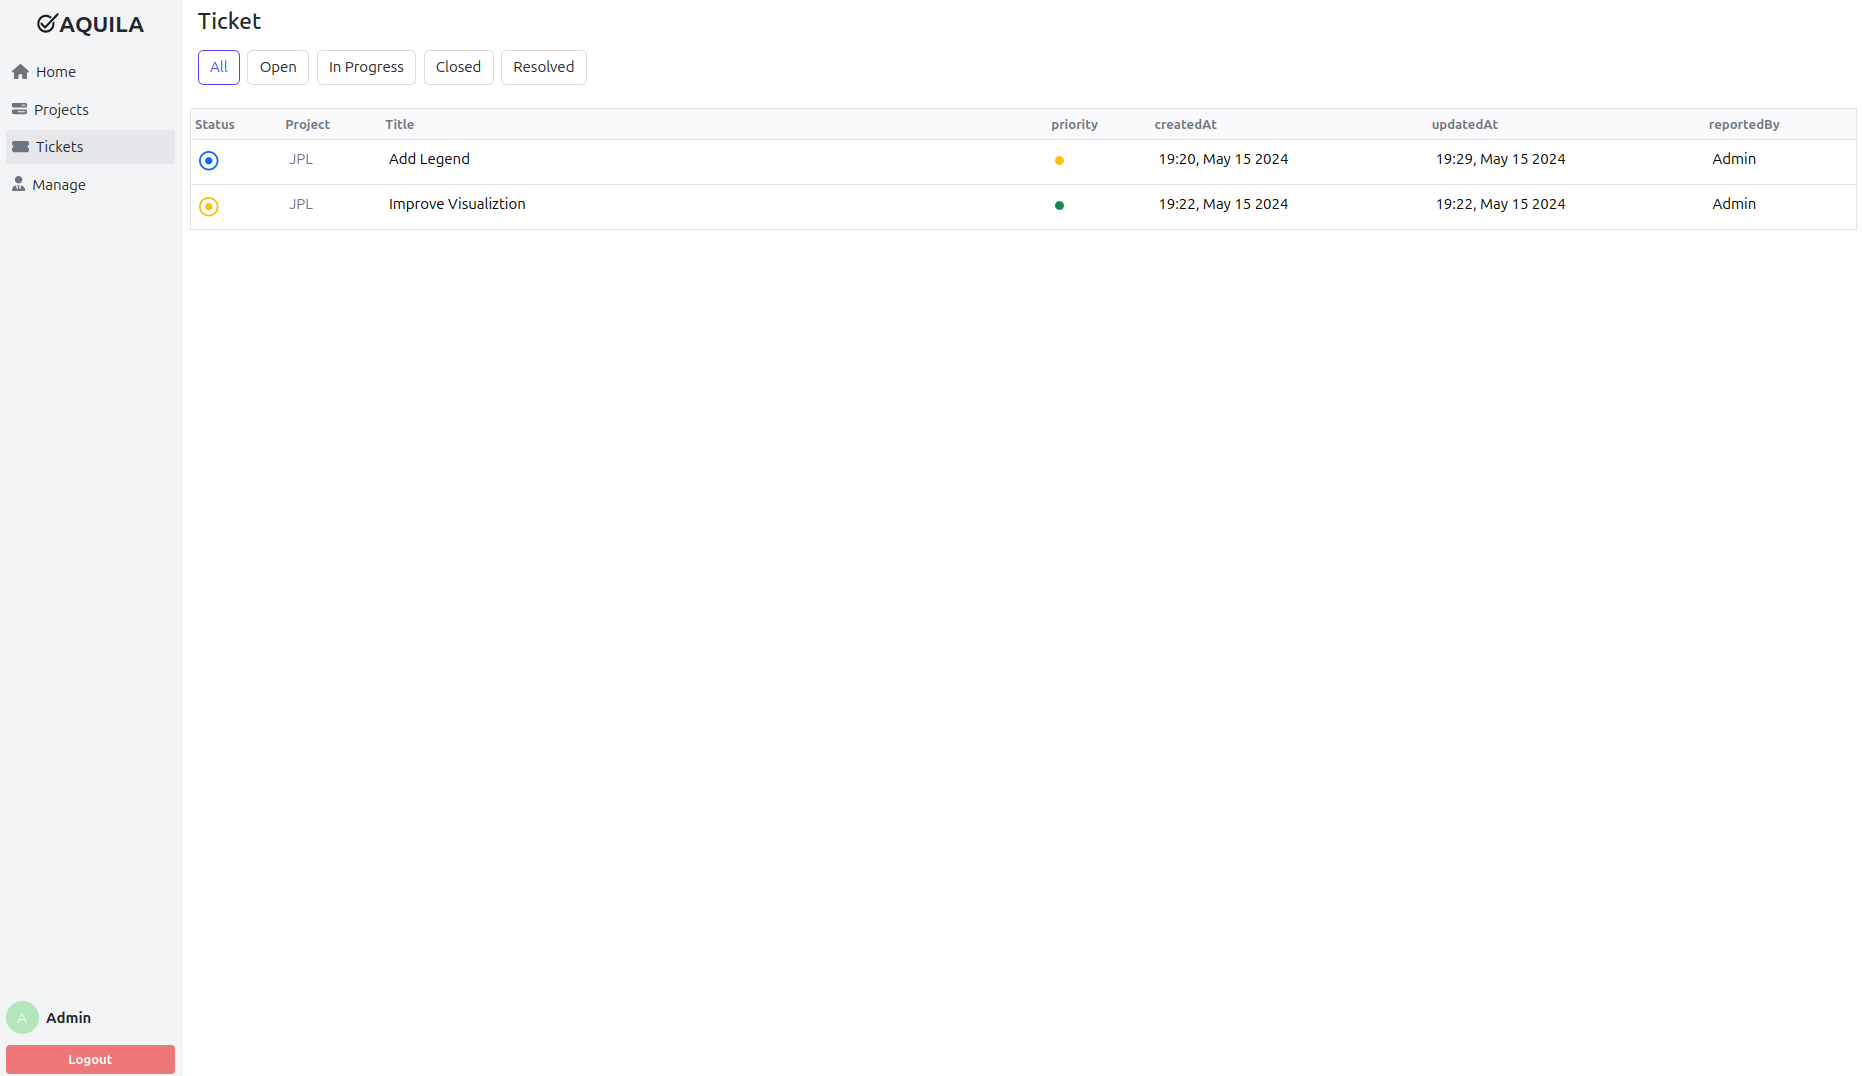 AQUILA
Home
Projects
Tickets
Manage
A Admin
Logout
Ticket
All Open In Progress Closed Resolved
Status Project Title priority createdAt updatedAt reportedBy
JPL Add Legend 19:20, May 15 2024 19:29, May 15 2024 Admin
JPL Improve Visualiztion 19:22, May 15 2024 19:22, May 15 2024 Admin